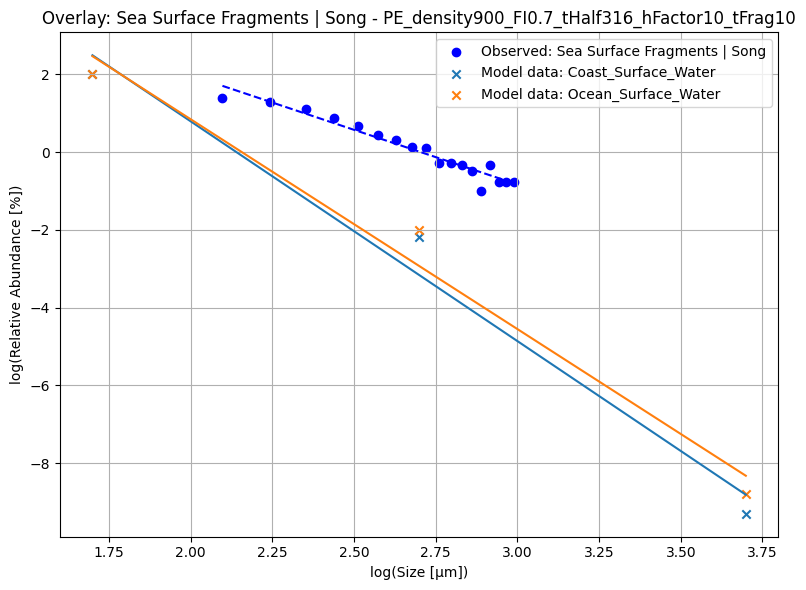 Overlay: Sea Surface Fragments | Song - PE_density900_FI0.7_tHalf316_hFactor10_tFrag10
Observed: Sea Surface Fragments | Song
Model data: Coast_Surface_Water
Model data: Ocean_Surface_Water
log(Relative Abundance [%])
2
0
−2
−4
−6
−8
1.75 2.00 2.25 2.50 2.75 3.00 3.25 3.50 3.75
log(Size [μm])